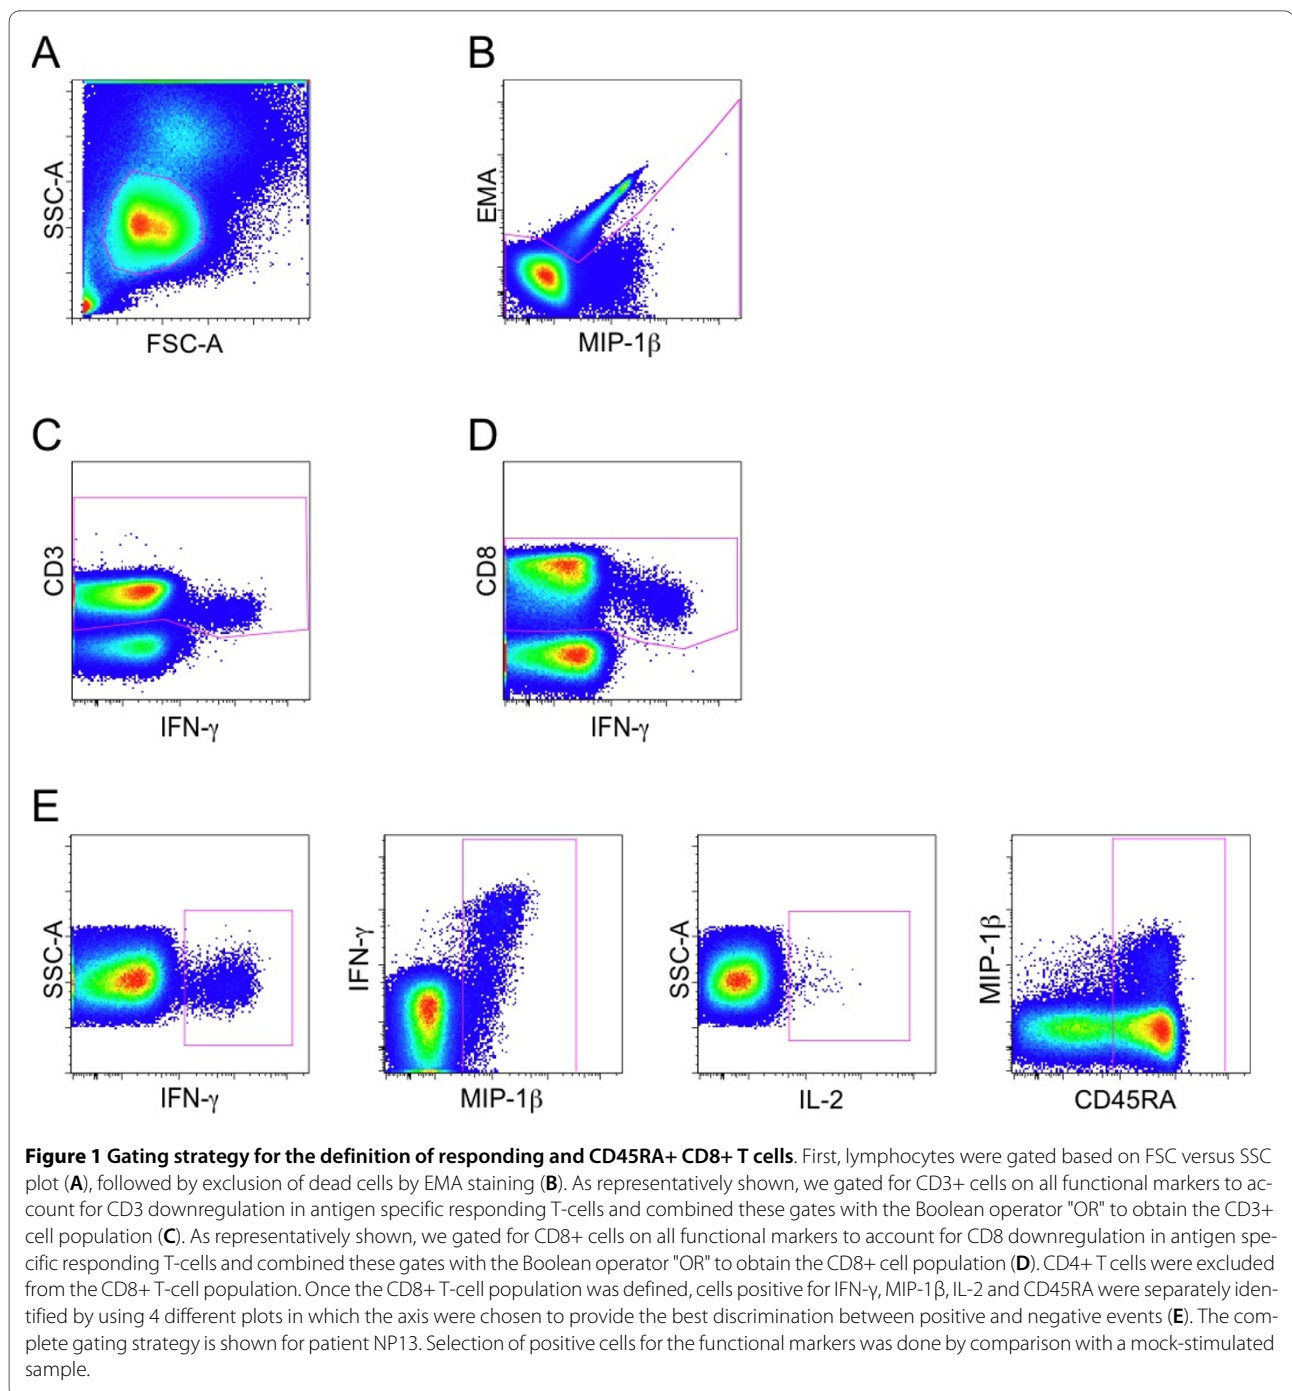 A
B
SSC-A
EMA
FSC-A
MIP-1β
C
D
CD3
CD8
IFN-γ
IFN-γ
E
SSC-A
IFN-γ
SSC-A
MIP-1β
IFN-γ
MIP-1β
IL-2
CD45RA
Figure 1 Gating strategy for the definition of responding and CD45RA+ CD8+ T cells. First, lymphocytes were gated based on FSC versus SSC
plot (A), followed by exclusion of dead cells by EMA staining (B). As representatively shown, we gated for CD3+ cells on all functional markers to ac-
count for CD3 downregulation in antigen specific responding T-cells and combined these gates with the Boolean operator "OR" to obtain the CD3+
cell population (C). As representatively shown, we gated for CD8+ cells on all functional markers to account for CD8 downregulation in antigen spe-
cific responding T-cells and combined these gates with the Boolean operator "OR" to obtain the CD8+ cell population (D). CD4+ T cells were excluded
from the CD8+ T-cell population. Once the CD8+ T-cell population was defined, cells positive for IFN-γ, MIP-1β, IL-2 and CD45RA were separately iden-
tified by using 4 different plots in which the axis were chosen to provide the best discrimination between positive and negative events (E). The com-
plete gating strategy is shown for patient NP13. Selection of positive cells for the functional markers was done by comparison with a mock-stimulated
sample.